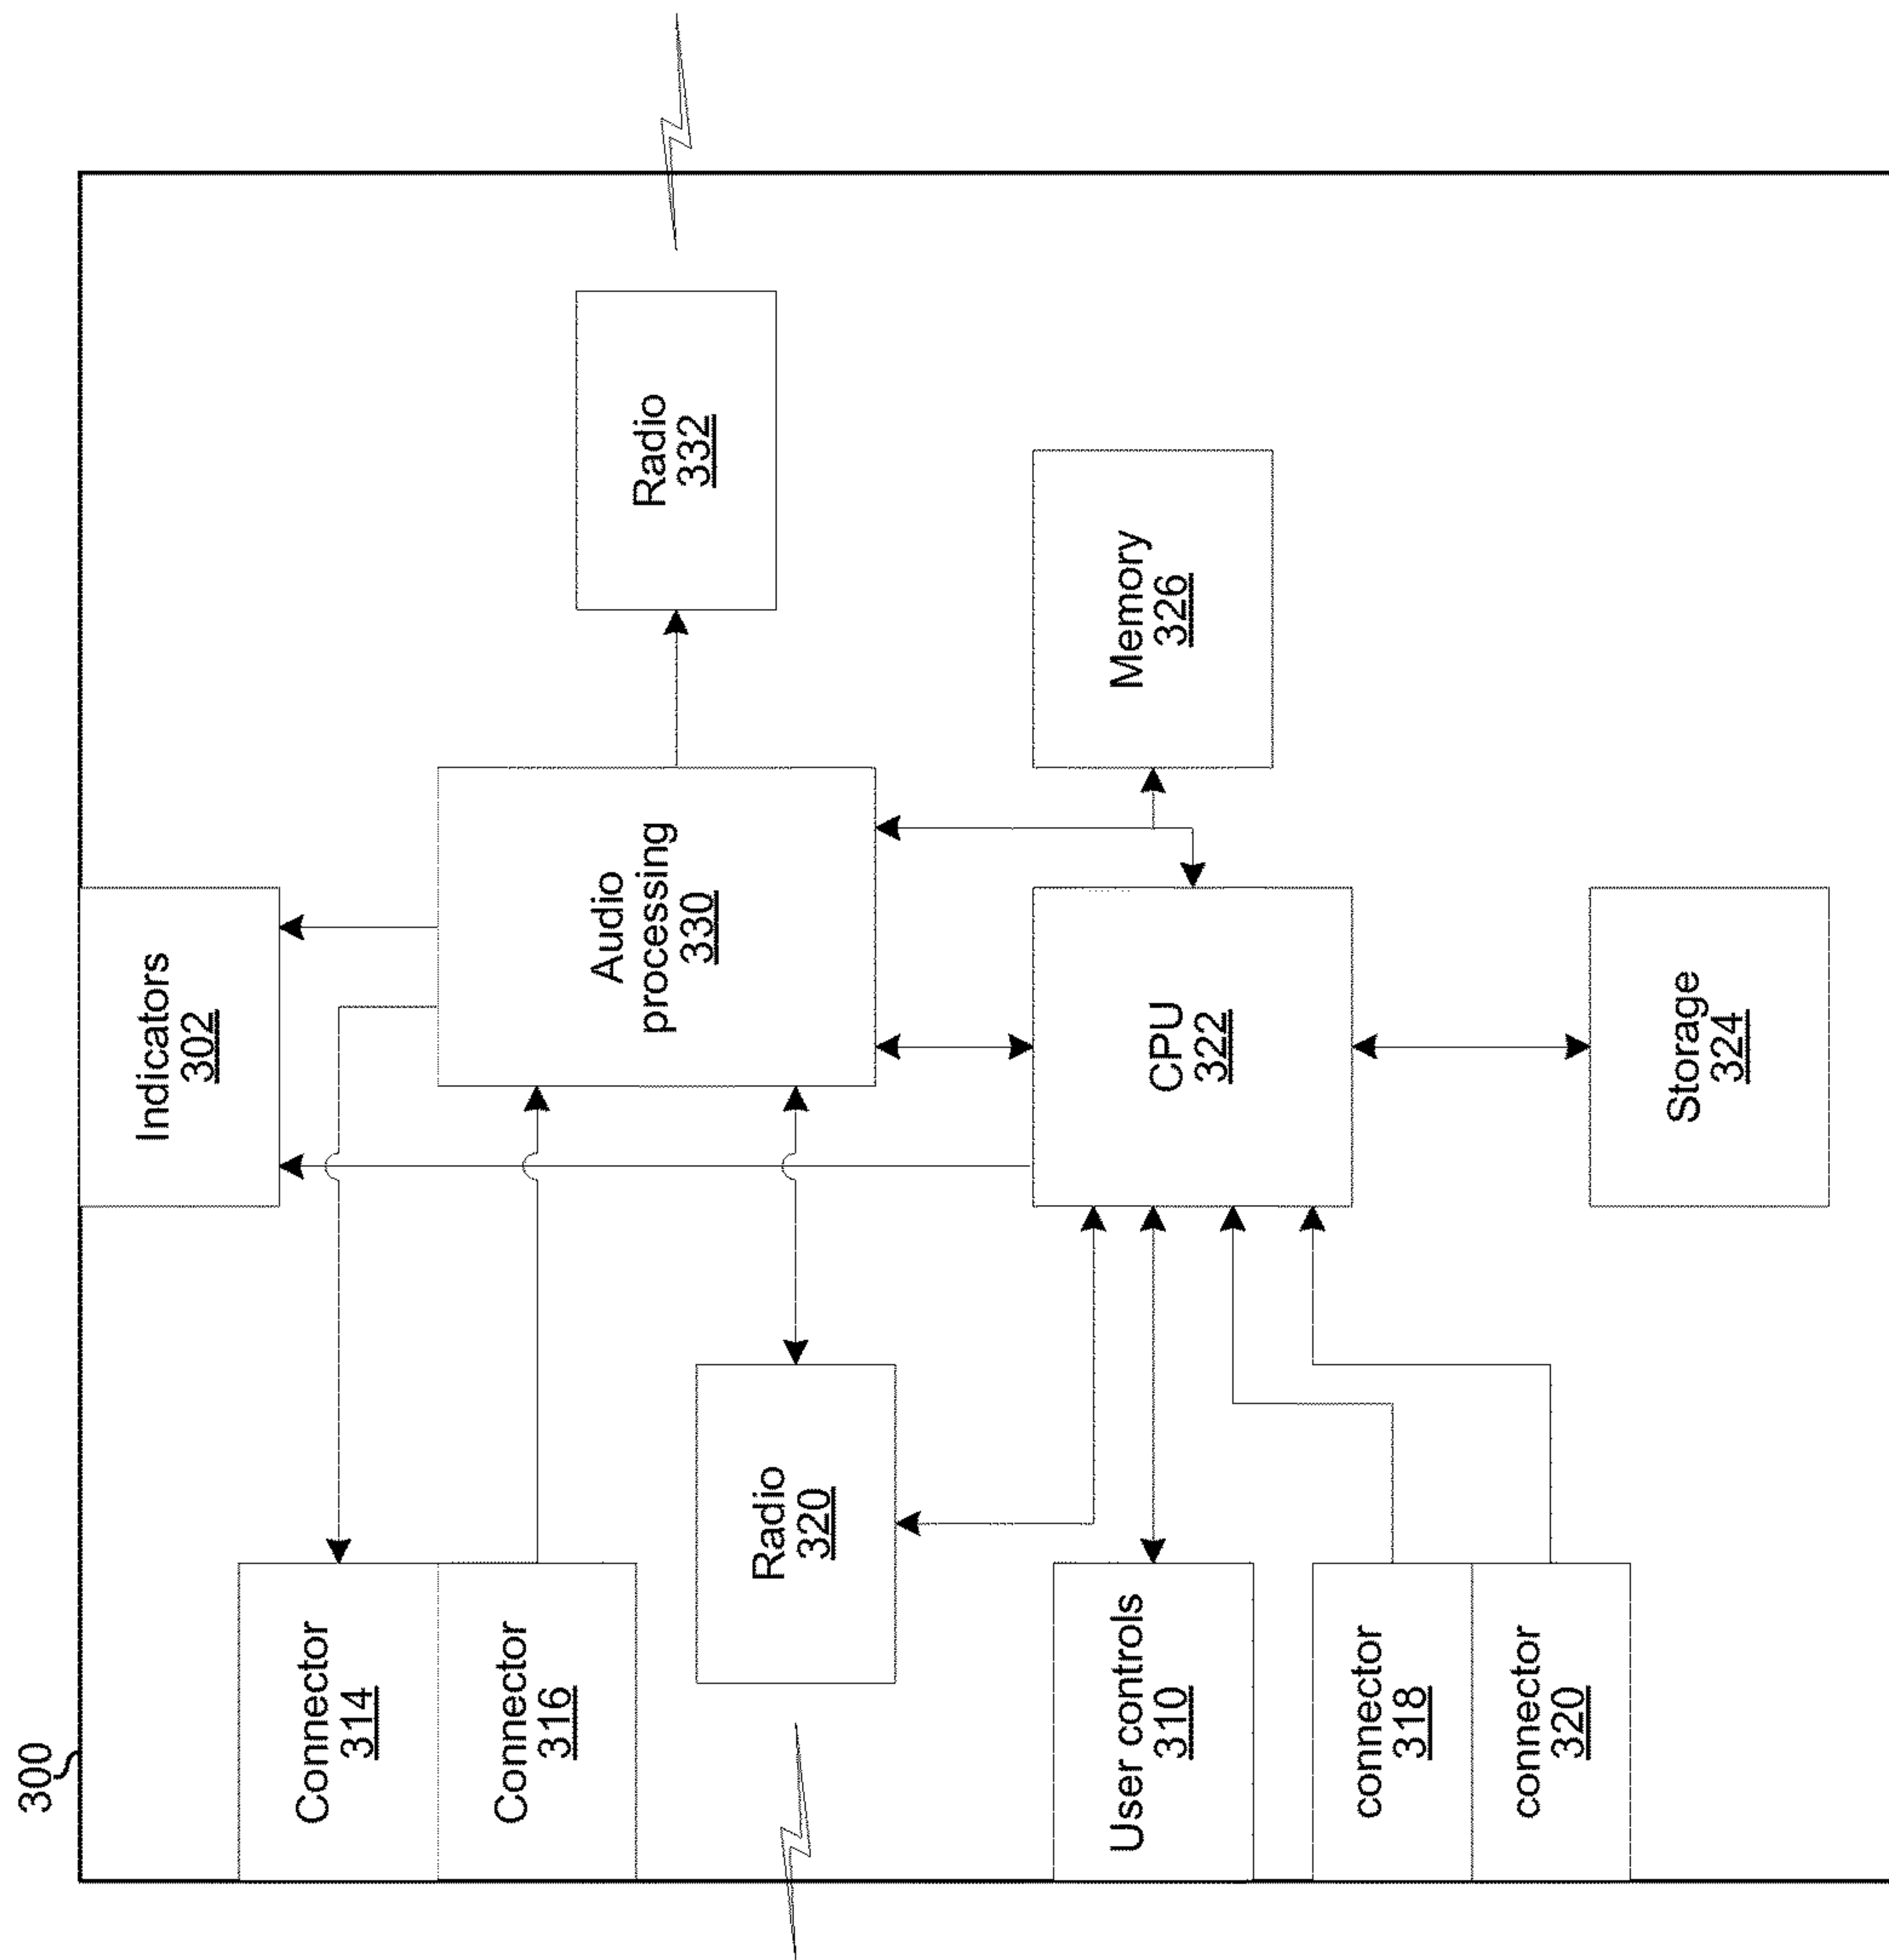 300
Indicators
302
Connector
314
Connector
316
Audio
processing
330
Radio
332
Radio
320
User controls
310
CPU
322
Memory
326
connector
318
connector
320
Storage
324